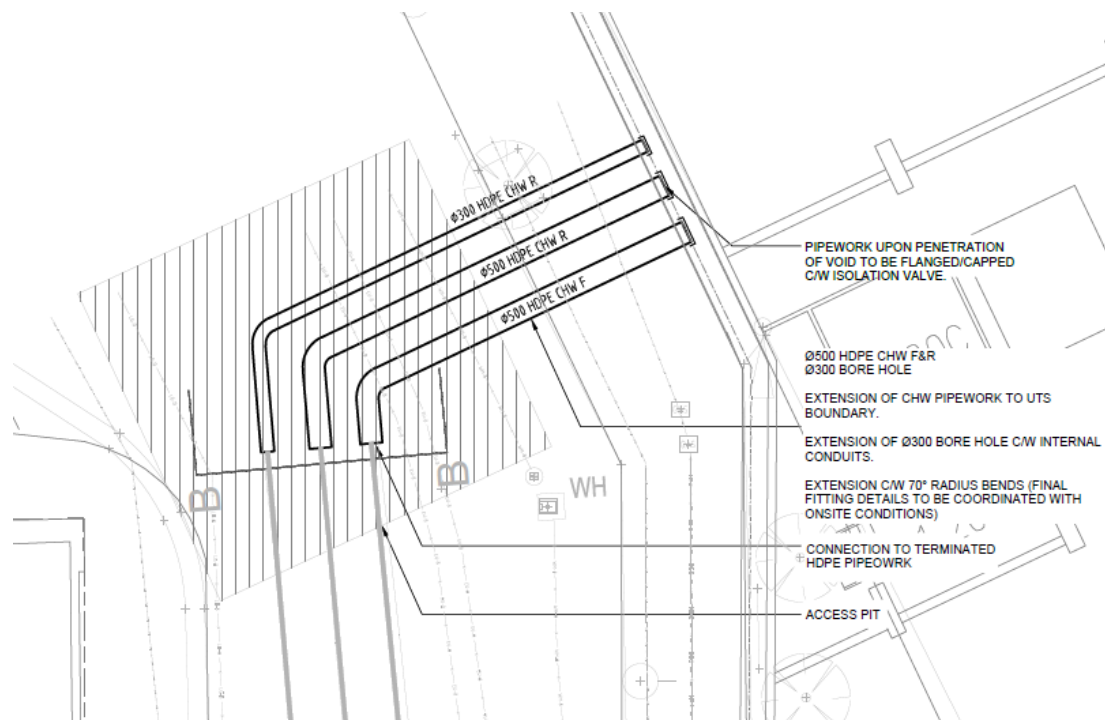 Ø300 HDPE CHW R
Ø500 HDPE CHW R
Ø500 HDPE CHW F
PIPEWORK UPON PENETRATION
OF VOID TO BE FLANGED/CAPPED
C/W ISOLATION VALVE.
Ø500 HDPE CHW F&R
Ø300 BORE HOLE
EXTENSION OF CHW PIPEWORK TO UTS
BOUNDARY.
EXTENSION OF Ø300 BORE HOLE C/W INTERNAL
CONDUITS.
EXTENSION C/W 70° RADIUS BENDS (FINAL
FITTING DETAILS TO BE COORDINATED WITH
ONSITE CONDITIONS)
CONNECTION TO TERMINATED
HDPE PIPEOWRK
ACCESS PIT
B
B
WH